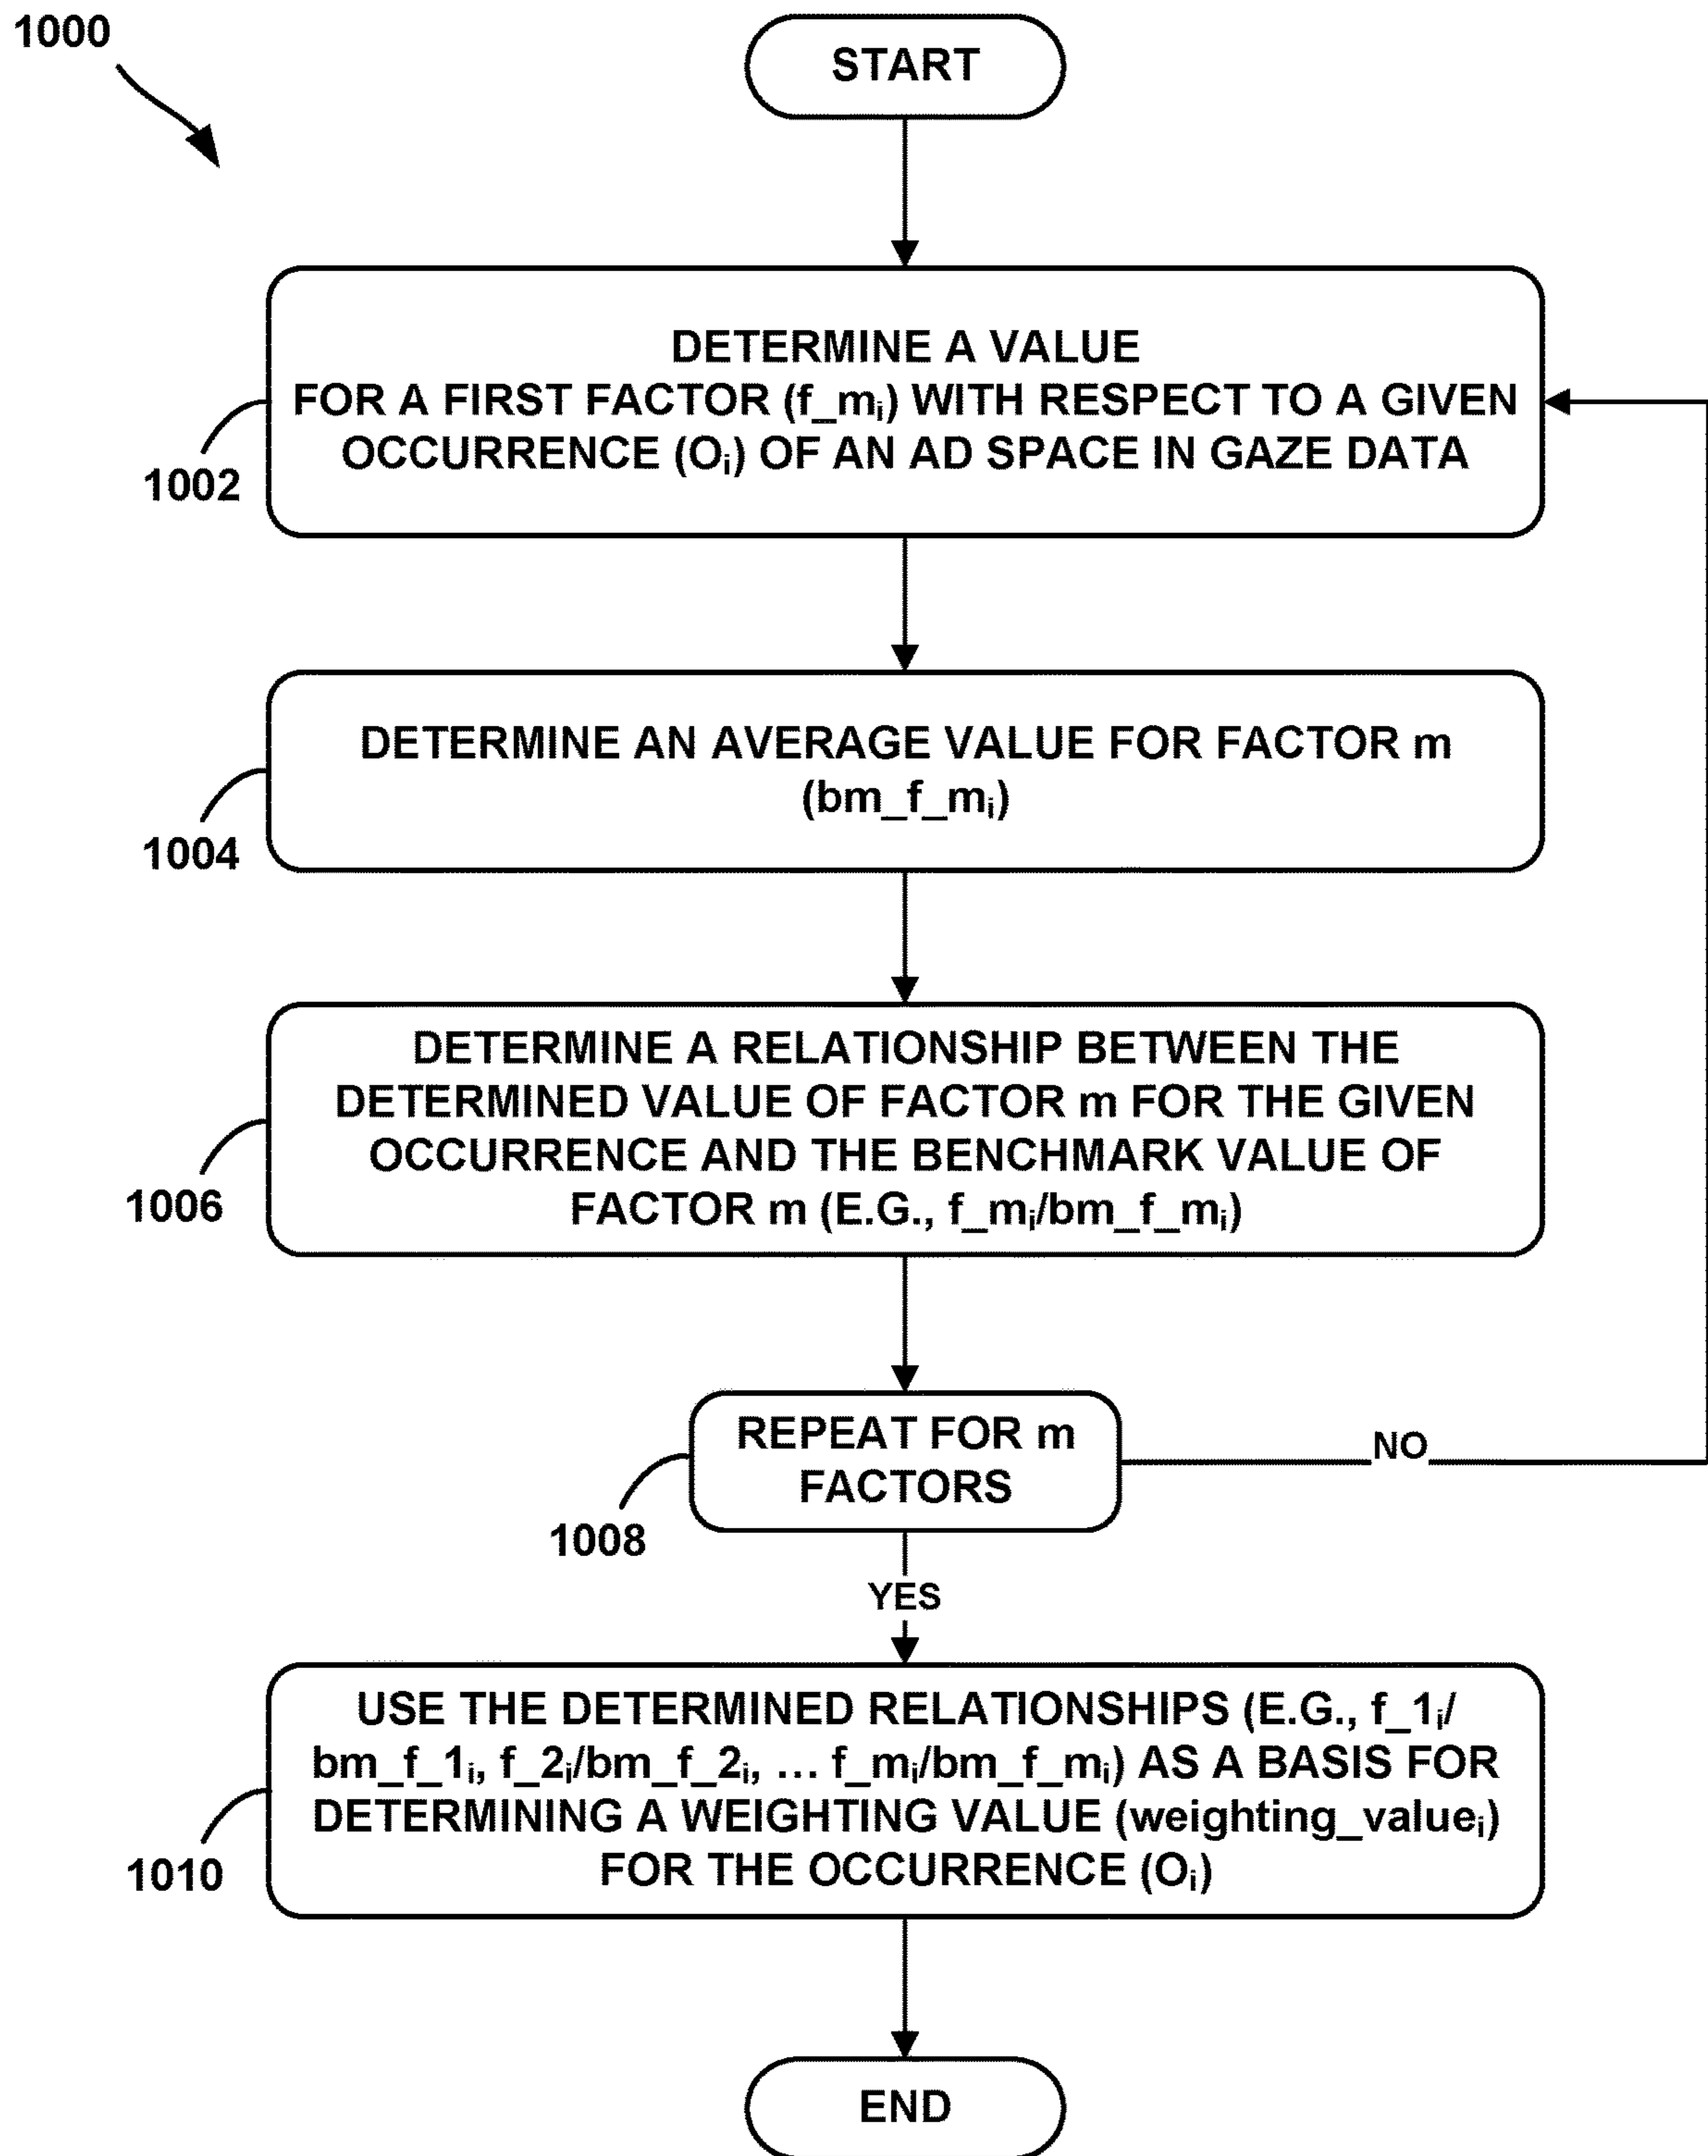 1000
START
DETERMINE A VALUE
FOR A FIRST FACTOR (f_mᵢ) WITH RESPECT TO A GIVEN
OCCURRENCE (Oᵢ) OF AN AD SPACE IN GAZE DATA
1002
DETERMINE AN AVERAGE VALUE FOR FACTOR m
(bm_f_mᵢ)
1004
DETERMINE A RELATIONSHIP BETWEEN THE
DETERMINED VALUE OF FACTOR m FOR THE GIVEN
OCCURRENCE AND THE BENCHMARK VALUE OF
FACTOR m (E.G., f_mᵢ/bm_f_mᵢ)
1006
REPEAT FOR m
FACTORS
NO
1008
YES
USE THE DETERMINED RELATIONSHIPS (E.G., f_1ᵢ/
bm_f_1ᵢ, f_2ᵢ/bm_f_2ᵢ, … f_mᵢ/bm_f_mᵢ) AS A BASIS FOR
DETERMINING A WEIGHTING VALUE (weighting_valueᵢ)
FOR THE OCCURRENCE (Oᵢ)
1010
END